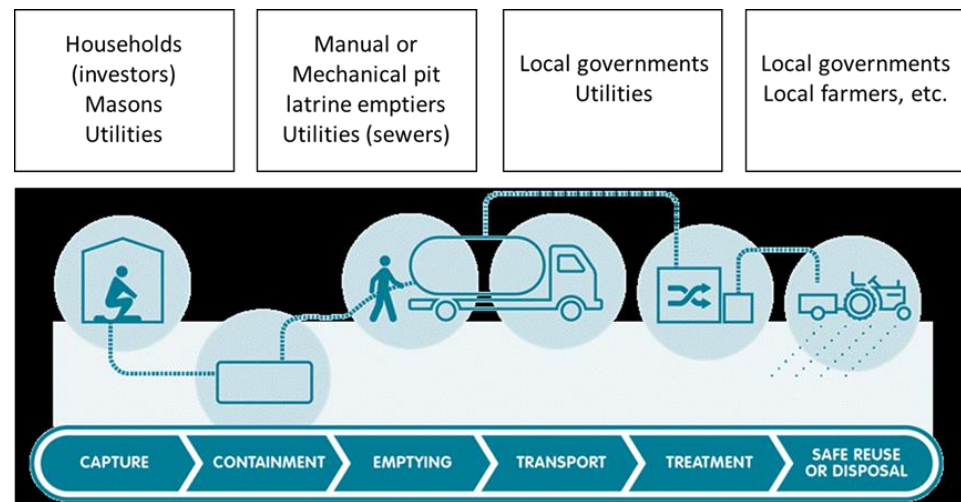 Households
(investors)
Masons
Utilities
Manual or
Mechanical pit
latrine emptiers
Utilities (sewers)
Local governments
Utilities
Local governments
Local farmers, etc.
CAPTURE
CONTAINMENT
EMPTYING
TRANSPORT
TREATMENT
SAFE REUSE
OR DISPOSAL